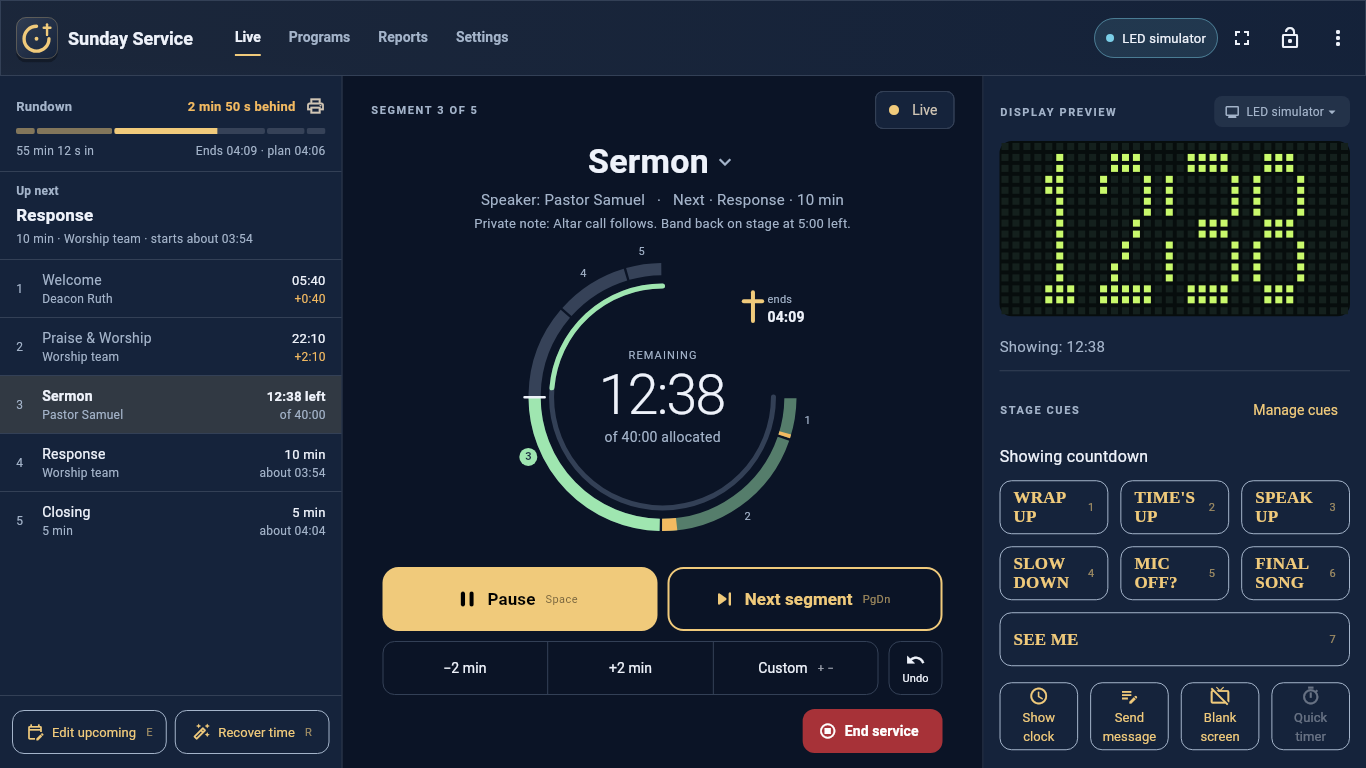 Sunday Service
Live
Programs
Reports
Settings
LED simulator
Rundown
2 min 50 s behind
55 min 12 s in
Ends 04:09 · plan 04:06
Up next
Response
10 min · Worship team · starts about 03:54
1 Welcome 05:40
Deacon Ruth +0:40
2 Praise & Worship 22:10
Worship team +2:10
3 Sermon 12:38 left
Pastor Samuel of 40:00
4 Response 10 min
Worship team about 03:54
5 Closing 5 min
5 min about 04:04
Edit upcoming E
Recover time R
SEGMENT 3 OF 5
Live
Sermon
Speaker: Pastor Samuel · Next · Response · 10 min
Private note: Altar call follows. Band back on stage at 5:00 left.
5
4
ends
04:09
REMAINING
12:38
of 40:00 allocated
1
3
2
Pause Space
Next segment PgDn
−2 min
+2 min
Custom + −
Undo
End service
DISPLAY PREVIEW
LED simulator
12:38
Showing: 12:38
STAGE CUES
Manage cues
Showing countdown
WRAP UP 1
TIME'S UP 2
SPEAK UP 3
SLOW DOWN 4
MIC OFF? 5
FINAL SONG 6
SEE ME 7
Show clock
Send message
Blank screen
Quick timer